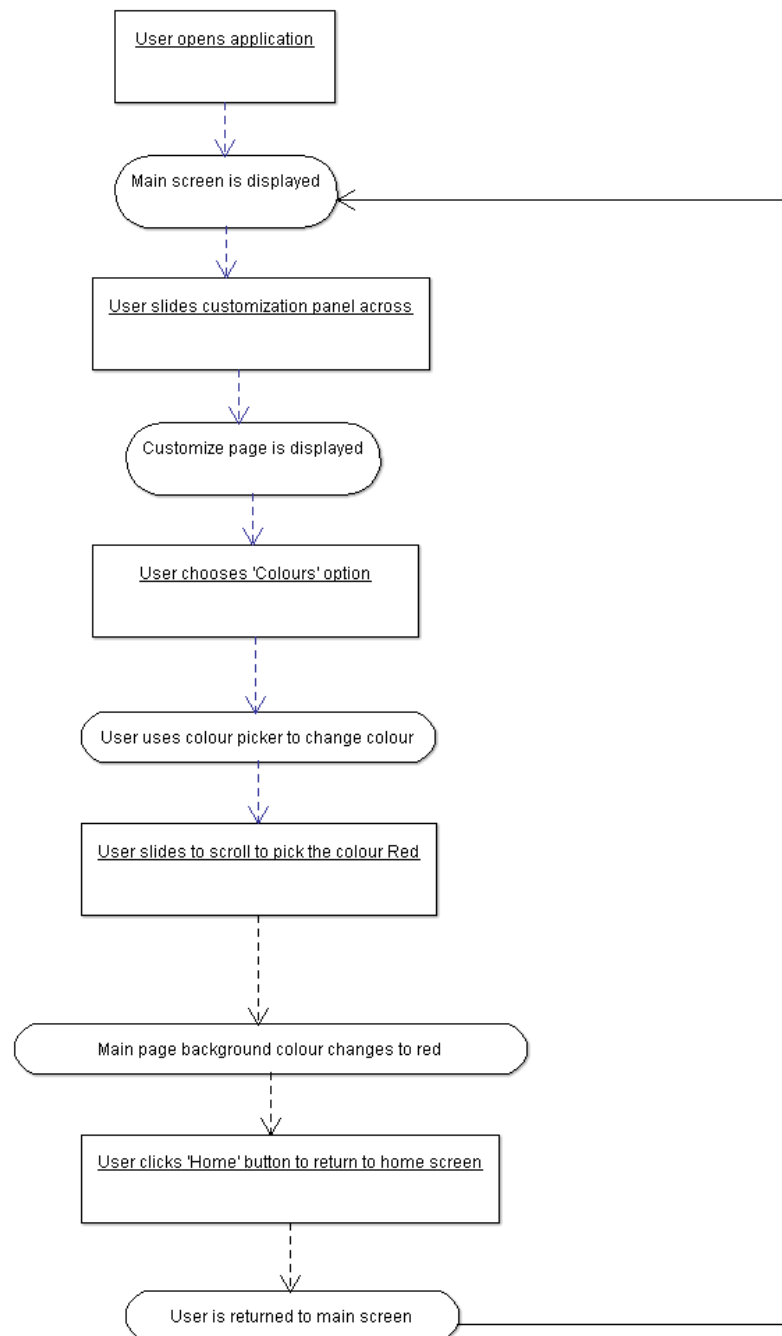 User opens application
Main screen is displayed
User slides customization panel across
Customize page is displayed
User chooses 'Colours' option
User uses colour picker to change colour
User slides to scroll to pick the colour Red
Main page background colour changes to red
User clicks 'Home' button to return to home screen
User is returned to main screen